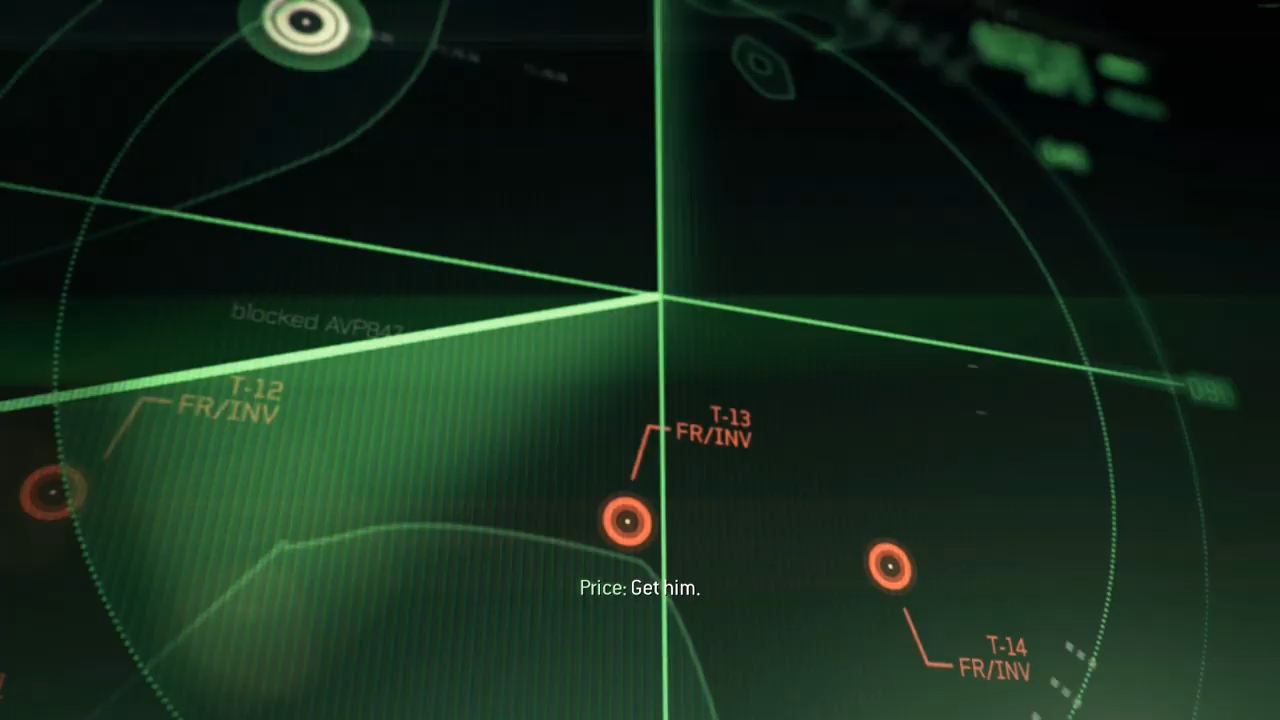 blocked AVP847
T-12
FR/INV
T-13
FR/INV
Price: Get him.
T-14
FR/INV